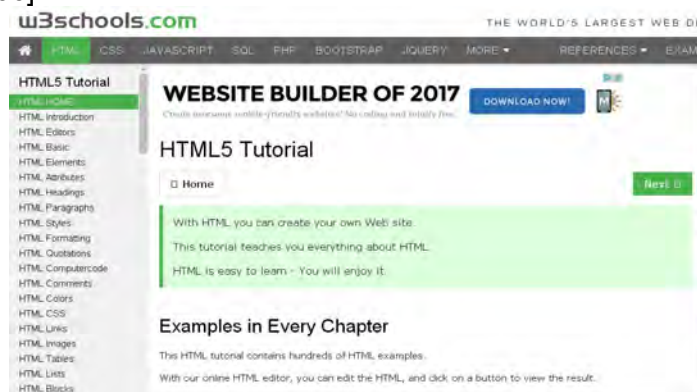 w3schools.com
THE WORLD'S LARGEST WEB
HTML CSS JAVASCRIPT SQL PHP BOOTSTRAP JQUERY MORE REFERENCES EXAM
HTML5 Tutorial
HTML HOME
HTML Introduction
HTML Editors
HTML Basic
HTML Elements
HTML Attributes
HTML Headings
HTML Paragraphs
HTML Styles
HTML Formatting
HTML Quotations
HTML Computercode
HTML Comments
HTML Colors
HTML CSS
HTML Links
HTML Images
HTML Tables
HTML Lists
HTML Blocks
WEBSITE BUILDER OF 2017
DOWNLOAD NOW!
HTML5 Tutorial
Home
Next
With HTML you can create your own Web site.
This tutorial teaches you everything about HTML.
HTML is easy to learn - You will enjoy it.
Examples in Every Chapter
This HTML tutorial contains hundreds of HTML examples.
With our online HTML editor, you can edit the HTML, and click on a button to view the result.